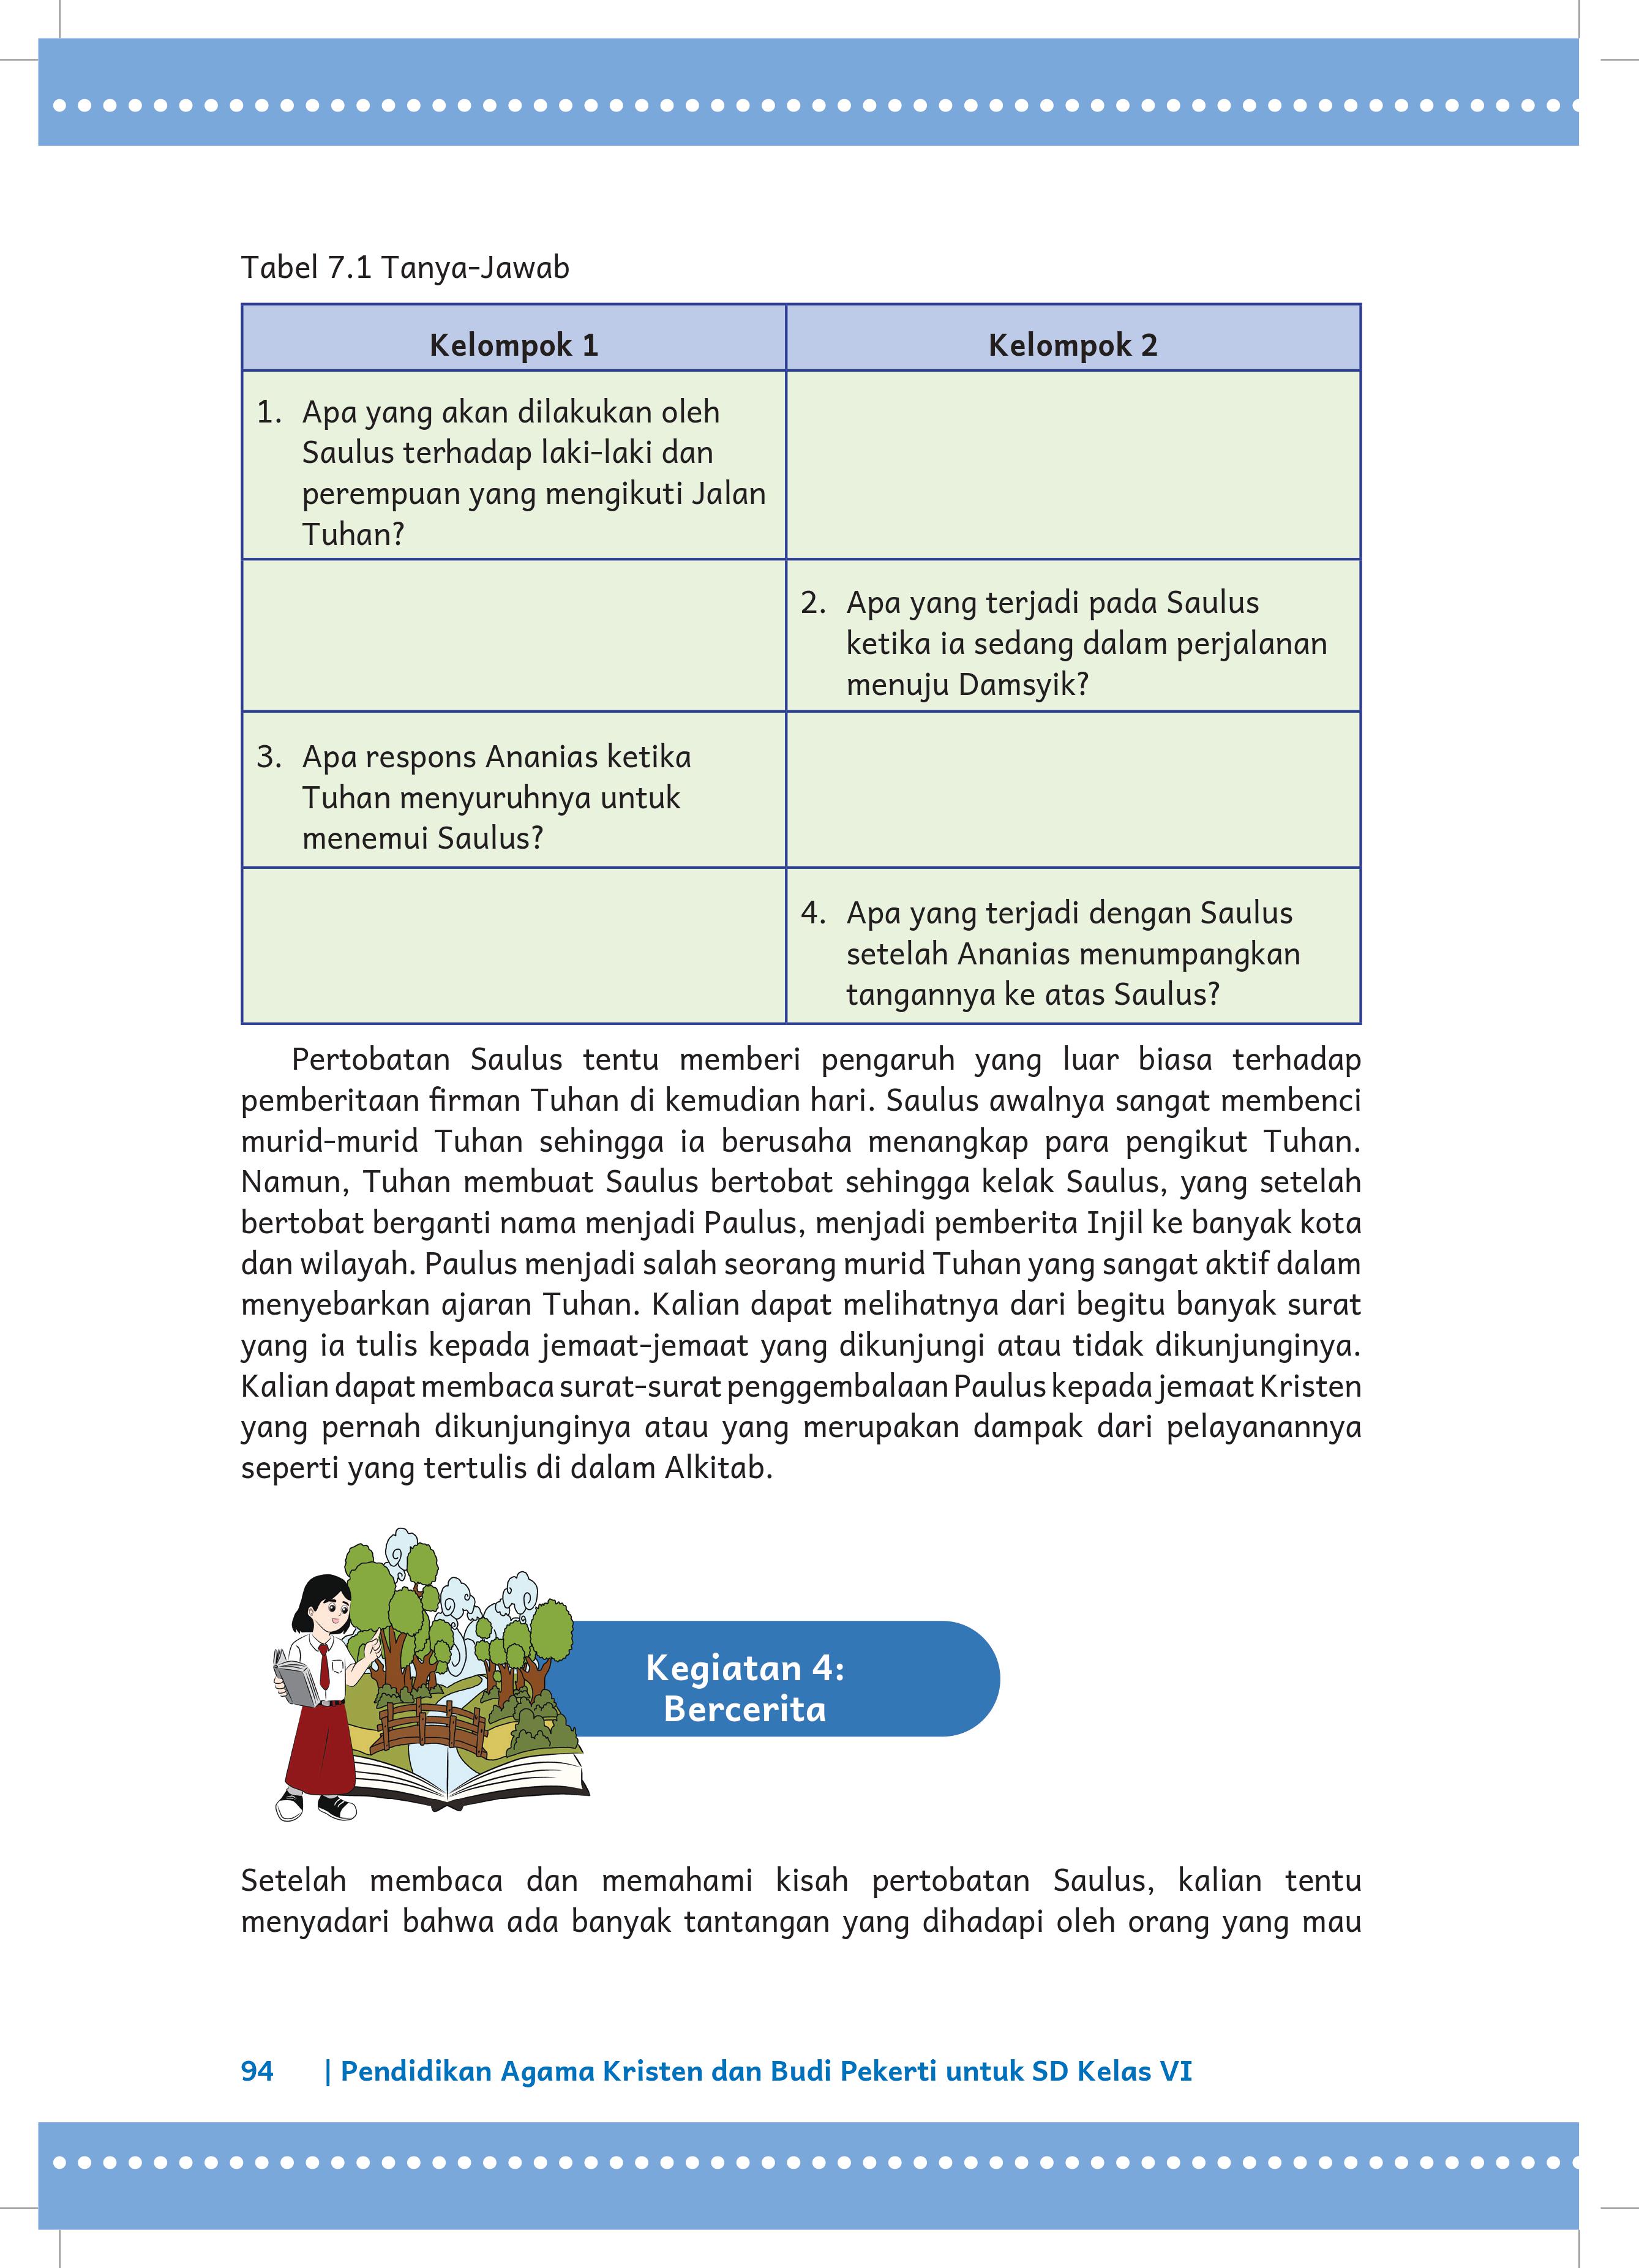 Tabel 7.1 Tanya-Jawab
Kelompok 1
Kelompok 2
1. Apa yang akan dilakukan oleh
Saulus terhadap laki-laki dan
perempuan yang mengikuti Jalan
Tuhan?
2. Apa yang terjadi pada Saulus
ketika ia sedang dalam perjalanan
menuju Damsyik?
3. Apa respons Ananias ketika
Tuhan menyuruhnya untuk
menemui Saulus?
4. Apa yang terjadi dengan Saulus
setelah Ananias menumpangkan
tangannya ke atas Saulus?
Pertobatan Saulus tentu memberi pengaruh yang luar biasa terhadap
pemberitaan firman Tuhan di kemudian hari. Saulus awalnya sangat membenci
murid-murid Tuhan sehingga ia berusaha menangkap para pengikut Tuhan.
Namun, Tuhan membuat Saulus bertobat sehingga kelak Saulus, yang setelah
bertobat berganti nama menjadi Paulus, menjadi pemberita Injil ke banyak kota
dan wilayah. Paulus menjadi salah seorang murid Tuhan yang sangat aktif dalam
menyebarkan ajaran Tuhan. Kalian dapat melihatnya dari begitu banyak surat
yang ia tulis kepada jemaat-jemaat yang dikunjungi atau tidak dikunjunginya.
Kalian dapat membaca surat-surat penggembalaan Paulus kepada jemaat Kristen
yang pernah dikunjunginya atau yang merupakan dampak dari pelayanannya
seperti yang tertulis di dalam Alkitab.
Kegiatan 4:
Bercerita
Setelah membaca dan memahami kisah pertobatan Saulus, kalian tentu
menyadari bahwa ada banyak tantangan yang dihadapi oleh orang yang mau
94 | Pendidikan Agama Kristen dan Budi Pekerti untuk SD Kelas VI